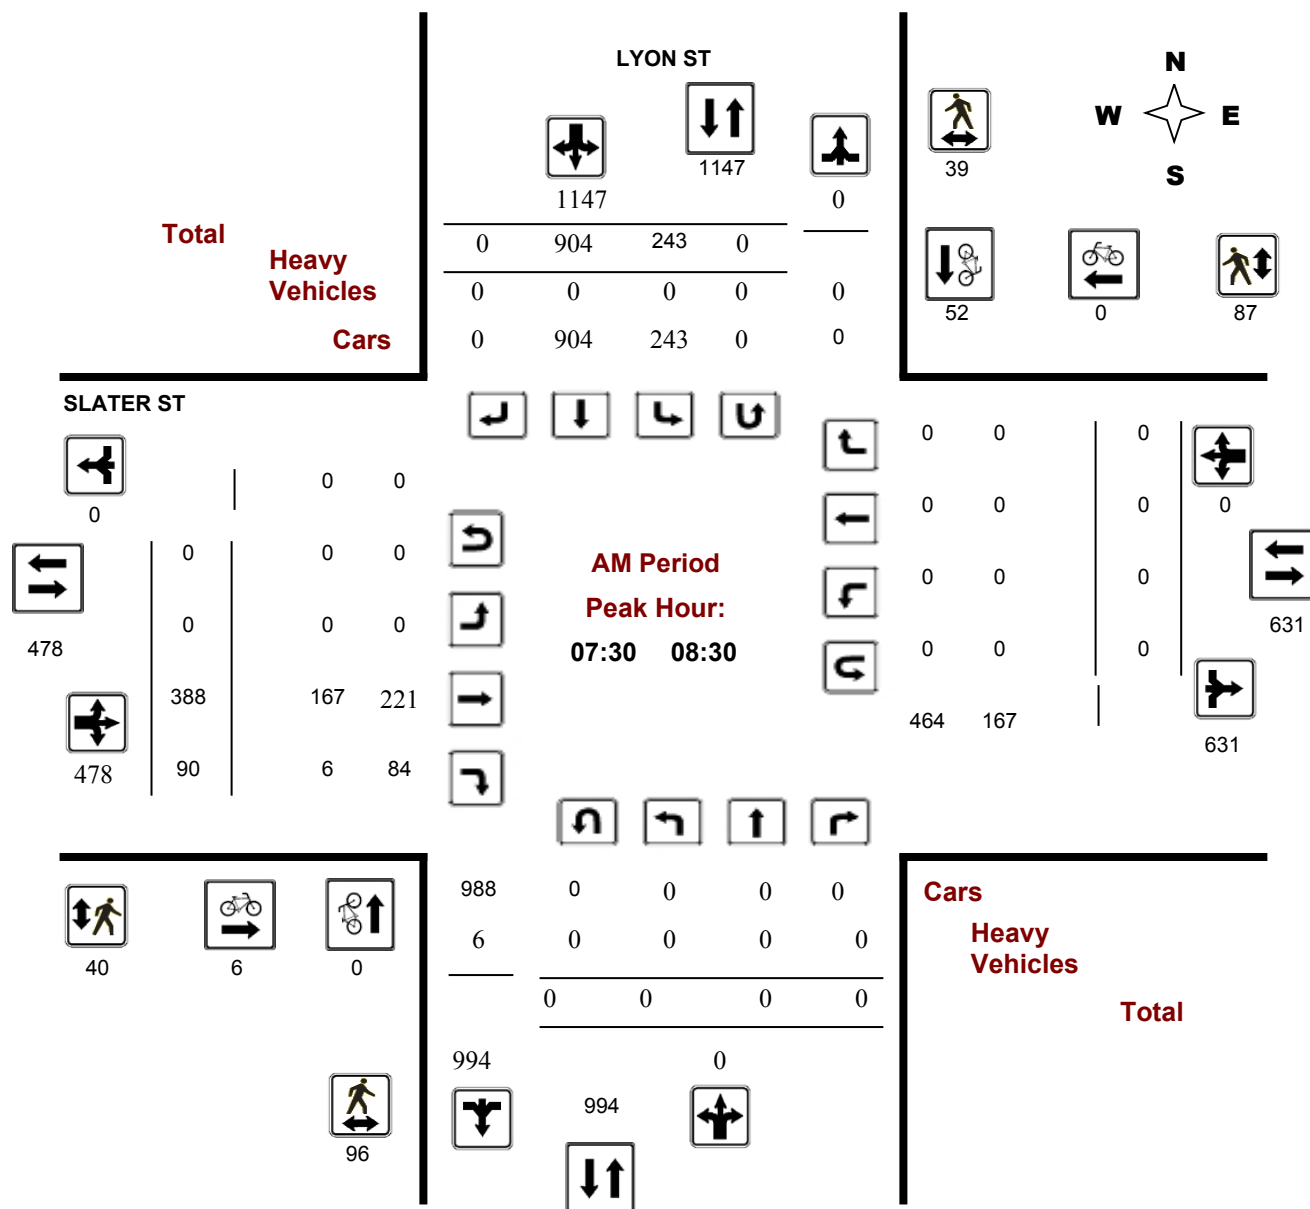 LYON ST
N
W E
S
1147
1147
0
39
Total
0 904 243 0
Heavy
Vehicles
0 0 0 0 0
Cars
0 904 243 0 0
52 0 87
SLATER ST
0 0 0
0 0
0
0 0 0 0
0 0 0
AM Period
0 0 0
Peak Hour:
0 0 0
478
631
07:30 08:30
0 0 0
388 167 221
464 167
631
478
90 6 84
988 0 0 0 0
Cars
6 0 0 0 0
Heavy
Vehicles
40 6 0
0 0 0 0
Total
994 0
994
96